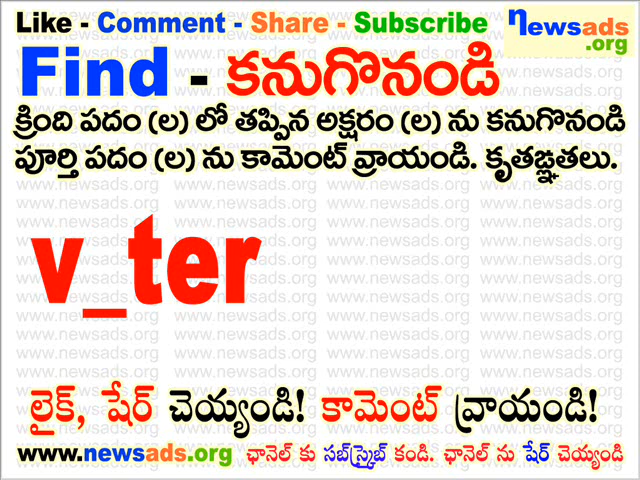 Like - Comment - Share - Subscribe
newsads
.org
Find - కనుగొనండి
క్రింది పదం (ల) లో తప్పిన అక్షరం (ల) ను కనుగొనండి
పూర్తి పదం (ల) ను కామెంట్ వ్రాయండి. కృతజ్ఞతలు.
v_ter
లైక్, షేర్ చెయ్యండి! కామెంట్ వ్రాయండి!
www.newsads.org ఛానెల్ కు సబ్‌స్క్రైబ్ కండి. ఛానెల్ ను షేర్ చెయ్యండి